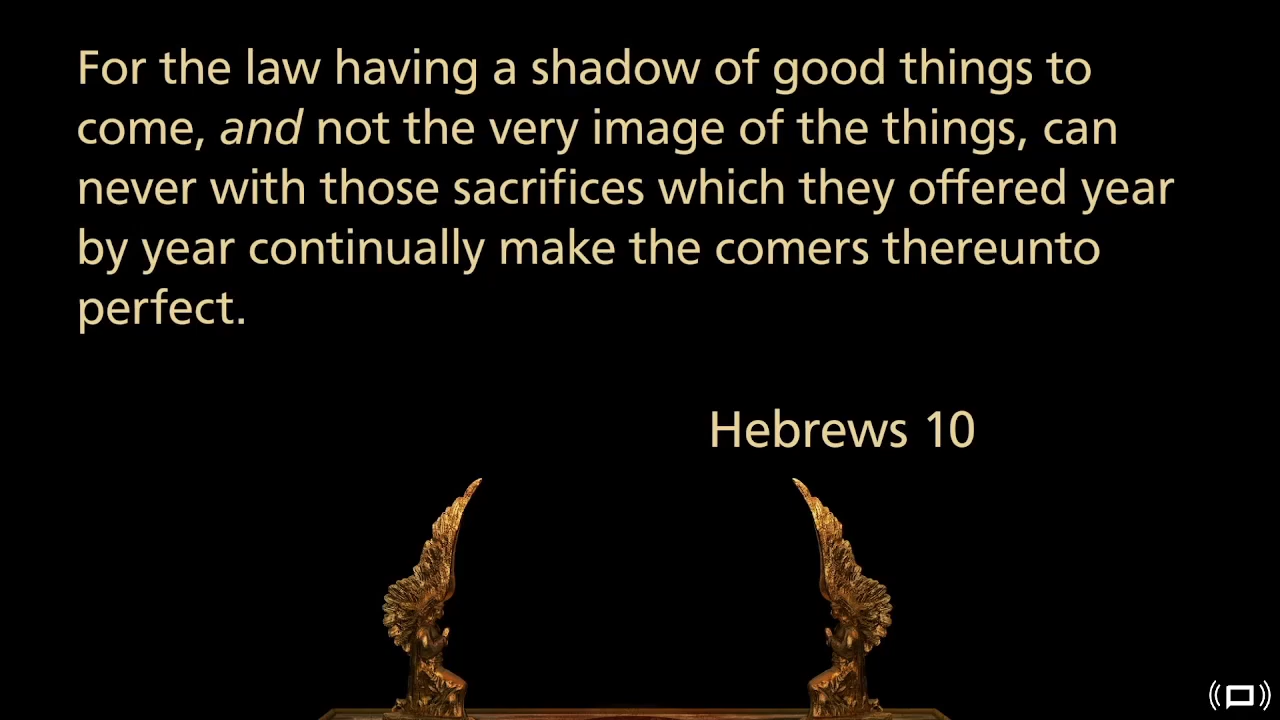 For the law having a shadow of good things to
come, and not the very image of the things, can
never with those sacrifices which they offered year
by year continually make the comers thereunto
perfect.
Hebrews 10